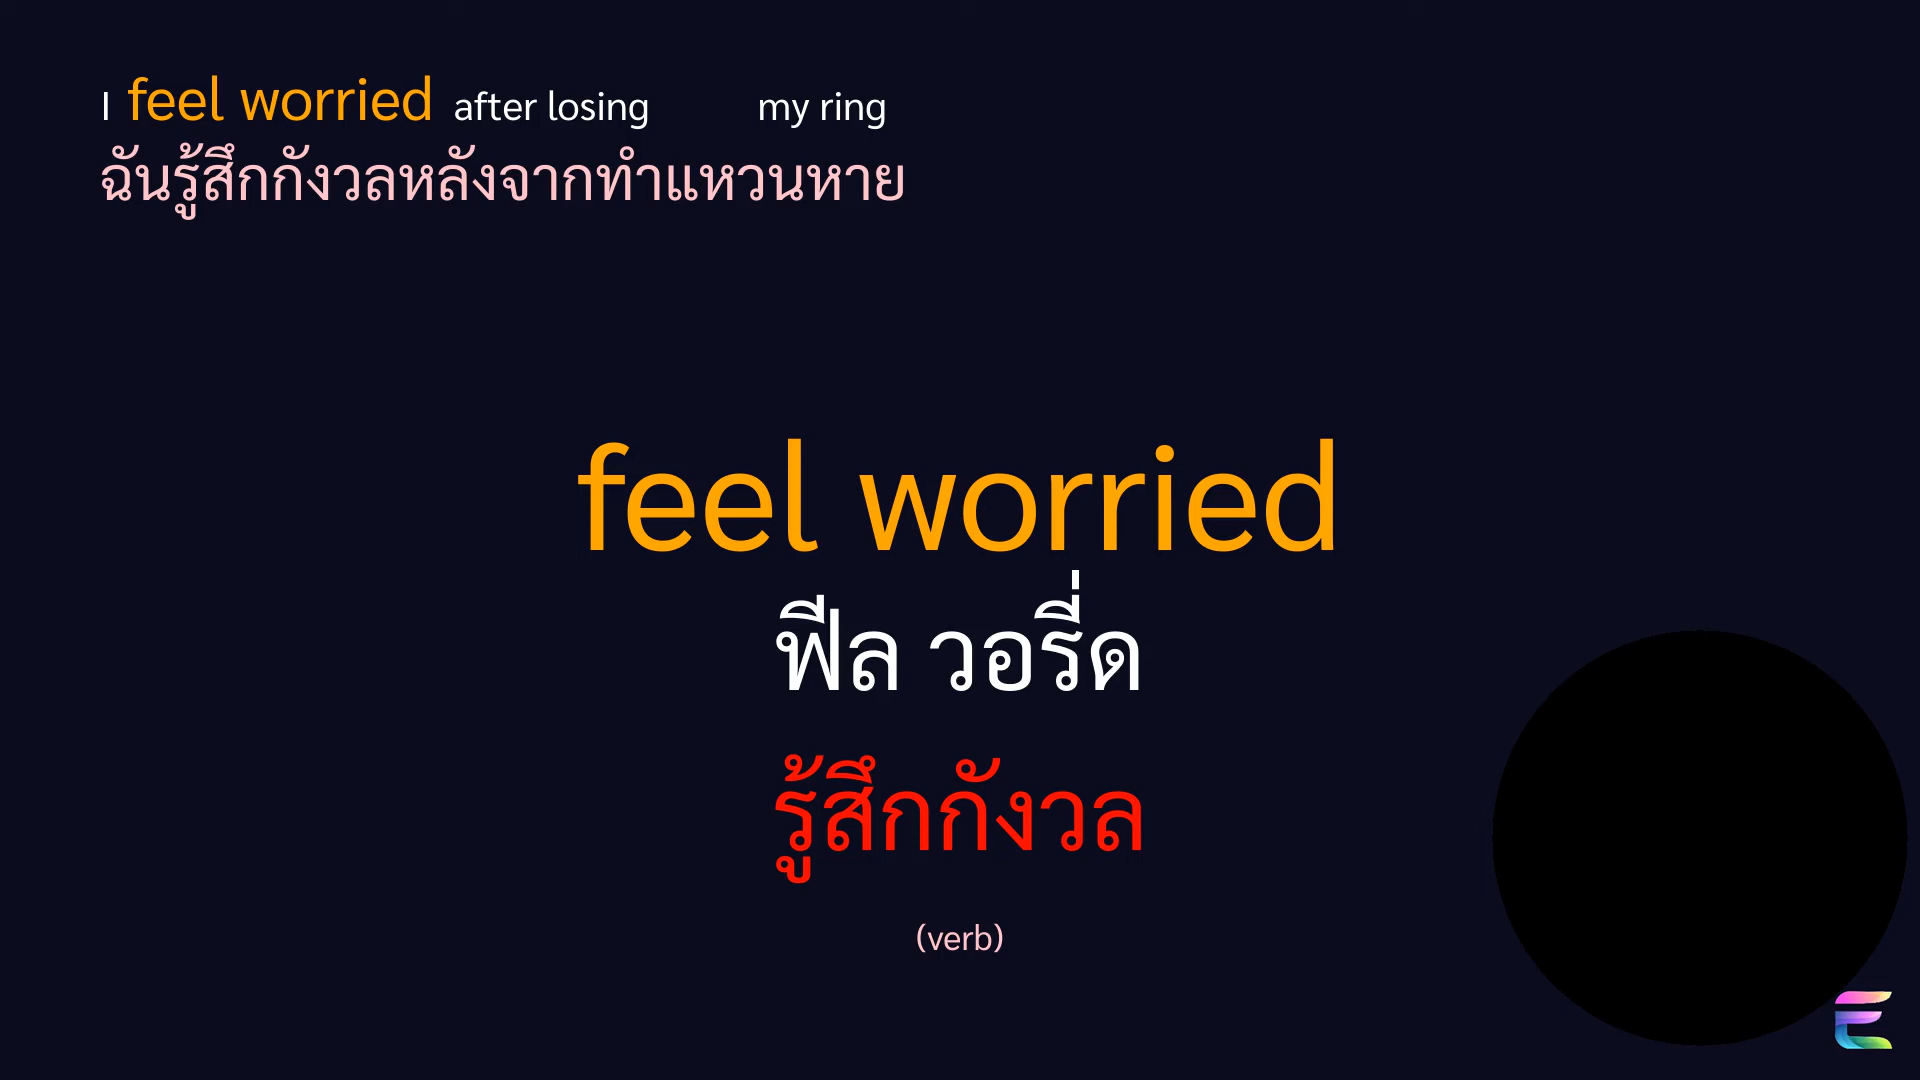 I feel worried after losing my ring
ฉันรู้สึกกังวลหลังจากทำแหวนหาย
feel worried
ฟีล วอรี่ด
รู้สึกกังวล
(verb)